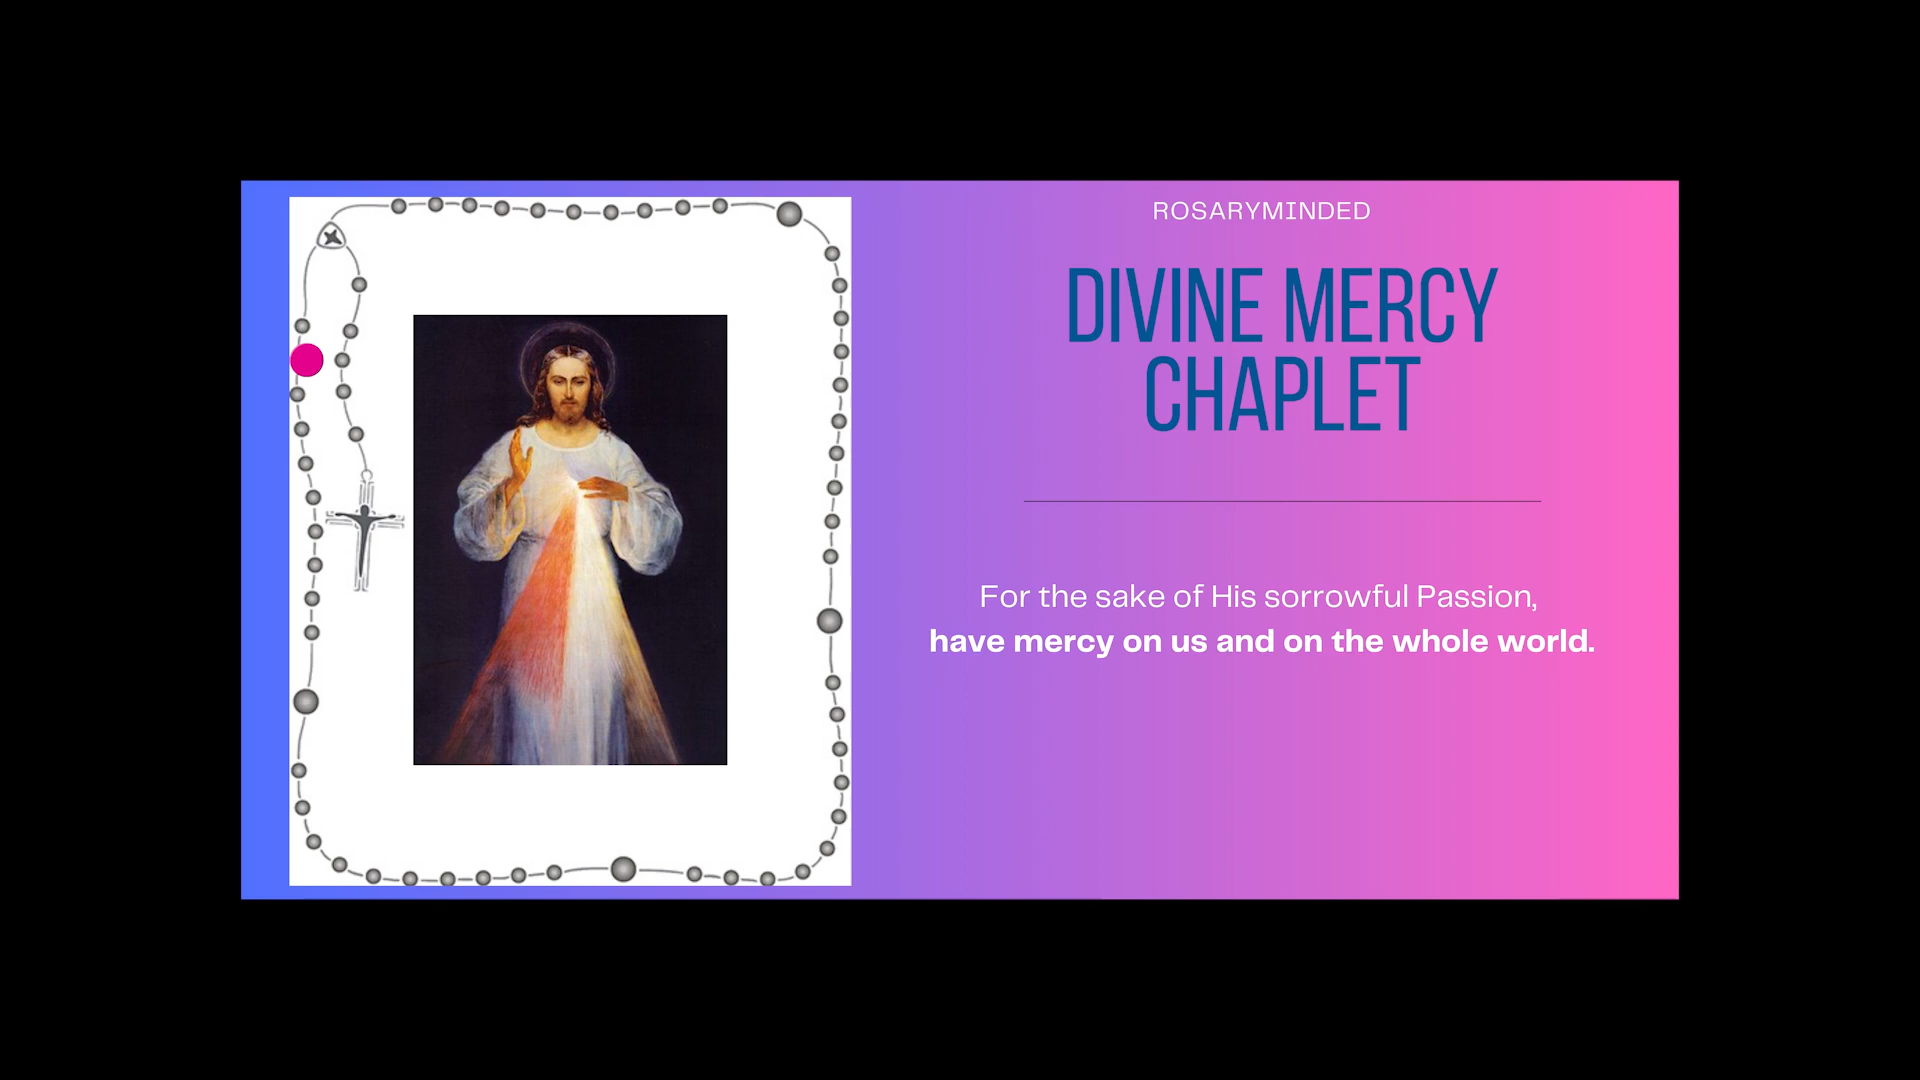 ROSARYMINDED
DIVINE MERCY
CHAPLET
For the sake of His sorrowful Passion,
have mercy on us and on the whole world.